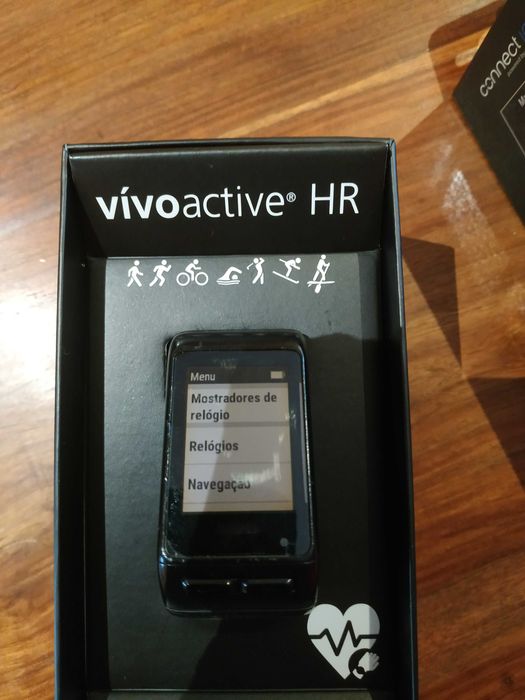 connect
vívoactive® HR
Menu
Mostradores de
relógio
Relógios
Navegação